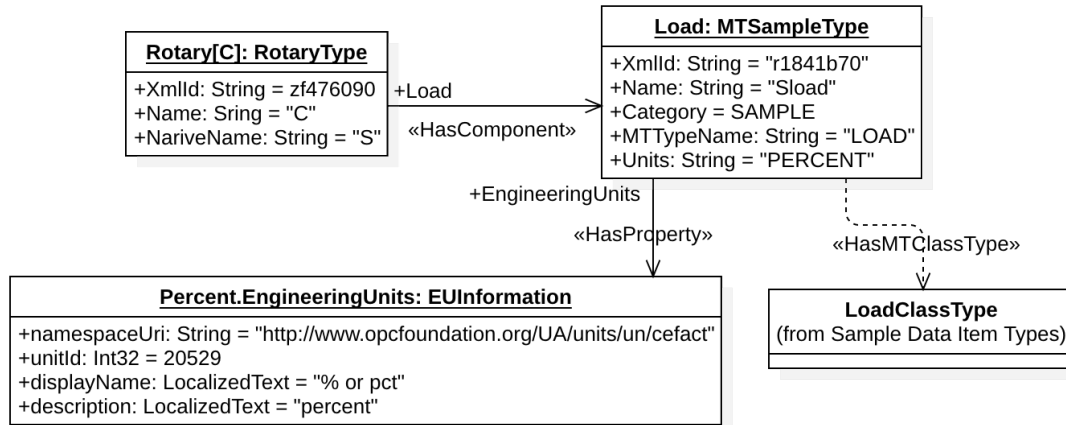 Rotary[C]: RotaryType
+XmlId: String = zf476090
+Name: Sring = "C"
+NariveName: String = "S"
+Load
«HasComponent»
Load: MTSampleType
+XmlId: String = "r1841b70"
+Name: String = "Sload"
+Category = SAMPLE
+MTTypeName: String = "LOAD"
+Units: String = "PERCENT"
+EngineeringUnits
«HasProperty»
«HasMTClassType»
Percent.EngineeringUnits: EUInformation
+namespaceUri: String = "http://www.opcfoundation.org/UA/units/un/cefact"
+unitId: Int32 = 20529
+displayName: LocalizedText = "% or pct"
+description: LocalizedText = "percent"
LoadClassType
(from Sample Data Item Types)